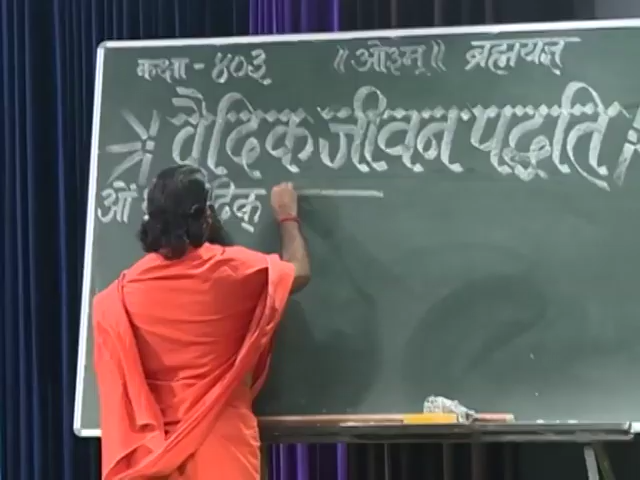 कक्षा - ४०३ ॥ ओ३म् ॥ ब्रह्मयज्ञ
वैदिक जीवन पद्धति
ओं